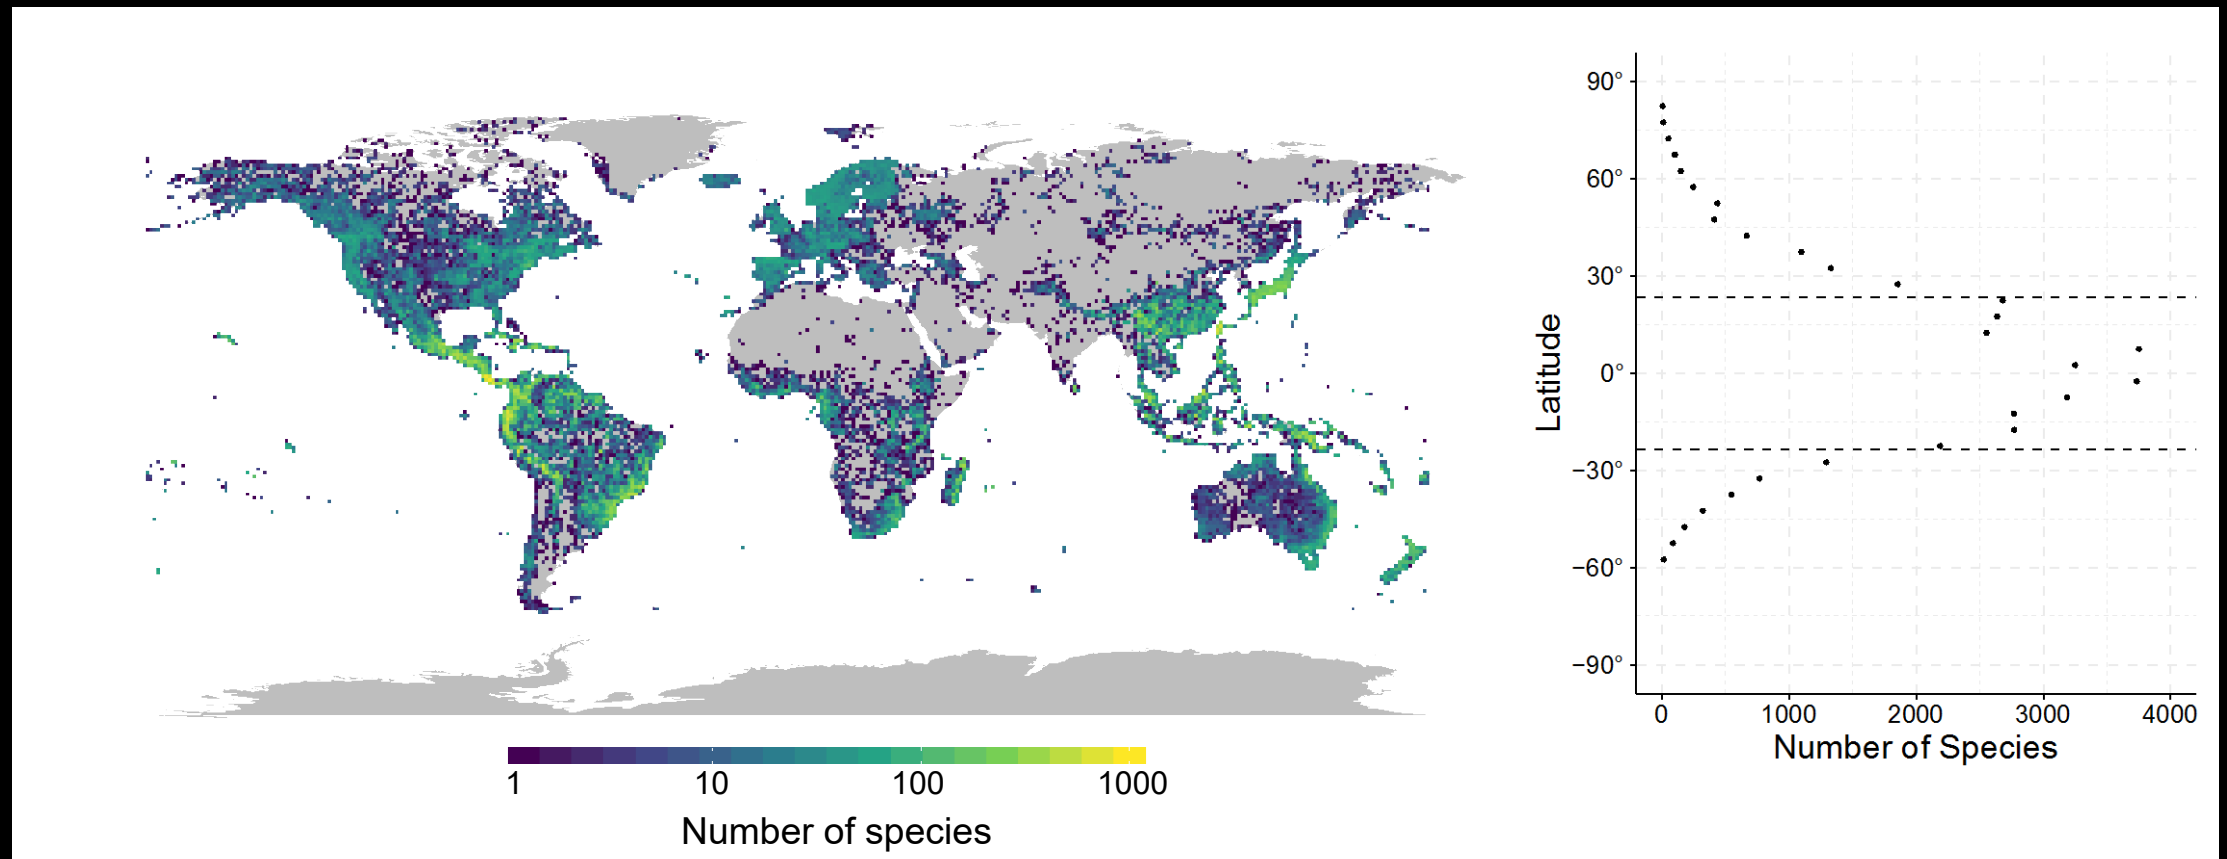 1 10 100 1000
Number of species
90°
60°
30°
0°
−30°
−60°
−90°
Latitude
0 1000 2000 3000 4000
Number of Species